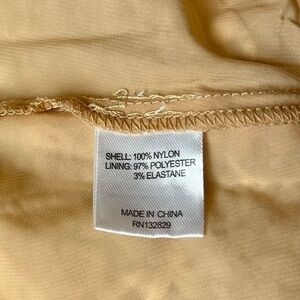 SHELL: 100% NYLON
LINING: 97% POLYESTER
3% ELASTANE
MADE IN CHINA
RN132829